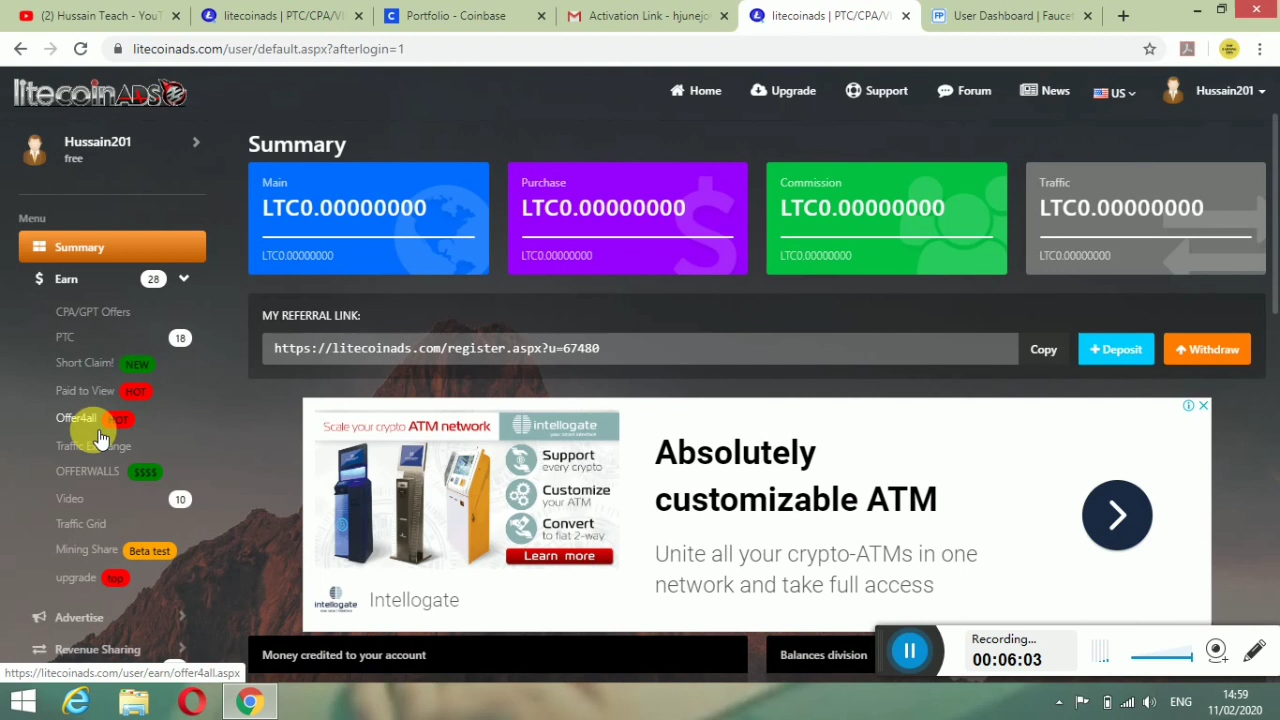 (2) Hussain Teach - YouT
litecoinads | PTC/CPA/Vi
Portfolio - Coinbase
Activation Link - hjunejo
litecoinads | PTC/CPA/Vi
FP User Dashboard | Faucet
litecoinads.com/user/default.aspx?afterlogin=1
litecoinADS
Home
Upgrade
Support
Forum
News
US
Hussain201
Hussain201
free
Menu
Summary
Earn 28
CPA/GPT Offers
PTC 18
Short Claim! NEW
Paid to View HOT
Offer4all HOT
Traffic Exchange
OFFERWALLS $$$$
Video 10
Traffic Grid
Mining Share Beta test
upgrade top
Advertise
Revenue Sharing
https://litecoinads.com/user/earn/offer4all.aspx
Summary
Main
LTC0.00000000
LTC0.00000000
Purchase
LTC0.00000000
LTC0.00000000
Commission
LTC0.00000000
LTC0.00000000
Traffic
LTC0.00000000
LTC0.00000000
MY REFERRAL LINK:
https://litecoinads.com/register.aspx?u=67480
Copy
+ Deposit
Withdraw
Scale your crypto ATM network
intellogate
Support
every crypto
Customize
your ATM
Convert
to fiat 2-way
Learn more
intellogate
Intellogate
Absolutely
customizable ATM
Unite all your crypto-ATMs in one
network and take full access
Money credited to your account
Balances division
Recording...
00:06:03
ENG
14:59
11/02/2020